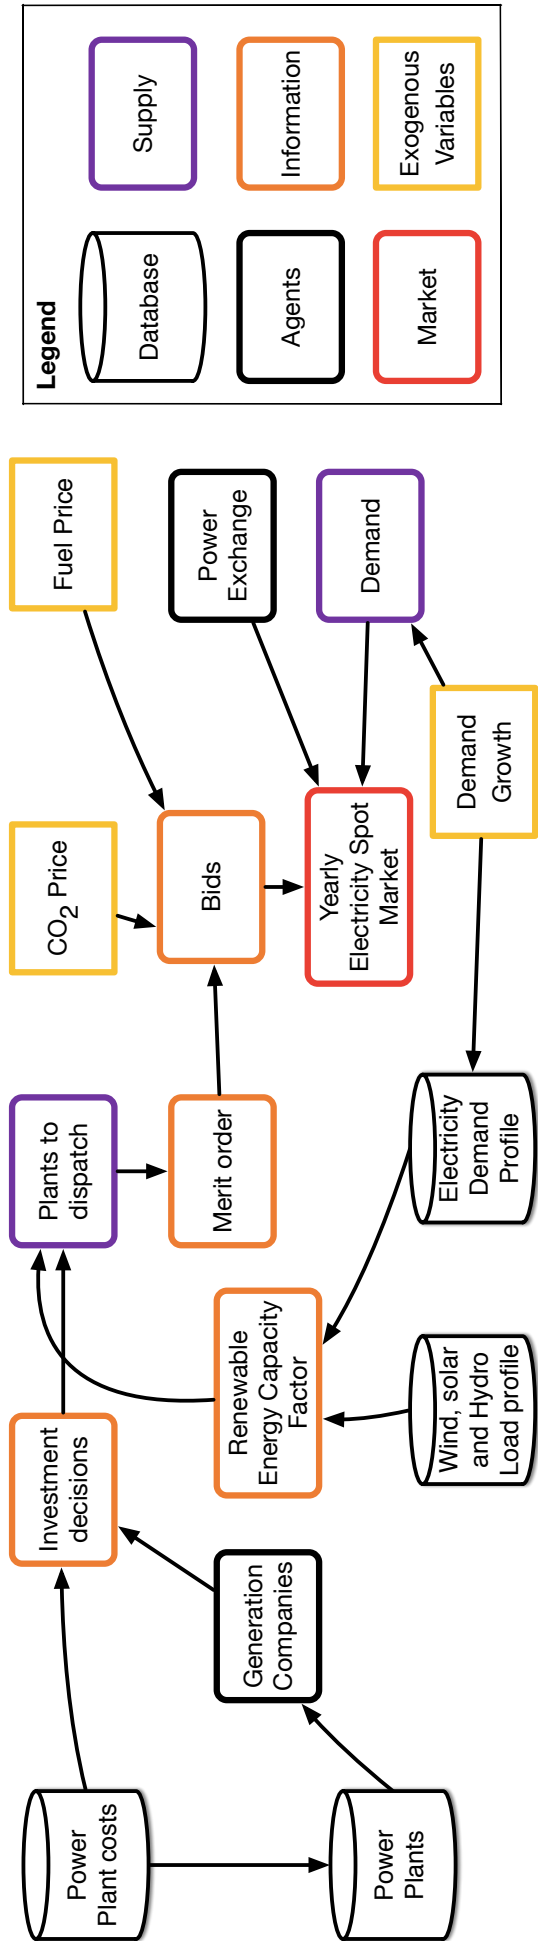 Power
Plant costs
Power
Plants
Generation
Companies
Investment
decisions
Wind, solar
and Hydro
Load profile
Renewable
Energy Capacity
Factor
Electricity
Demand
Profile
Plants to
dispatch
Merit order
CO2 Price
Bids
Yearly
Electricity Spot
Market
Demand
Growth
Fuel Price
Power
Exchange
Demand
Legend
Database
Supply
Agents
Information
Market
Exogenous
Variables